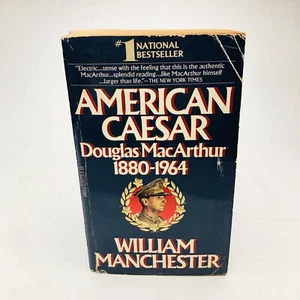 #1 NATIONAL
BESTSELLER
"Electric...tense with the feeling that this is the authentic
MacArthur...splendid reading...like MacArthur himself
...larger than life."—THE NEW YORK TIMES
AMERICAN
CAESAR
Douglas MacArthur
1880-1964
WILLIAM
MANCHESTER